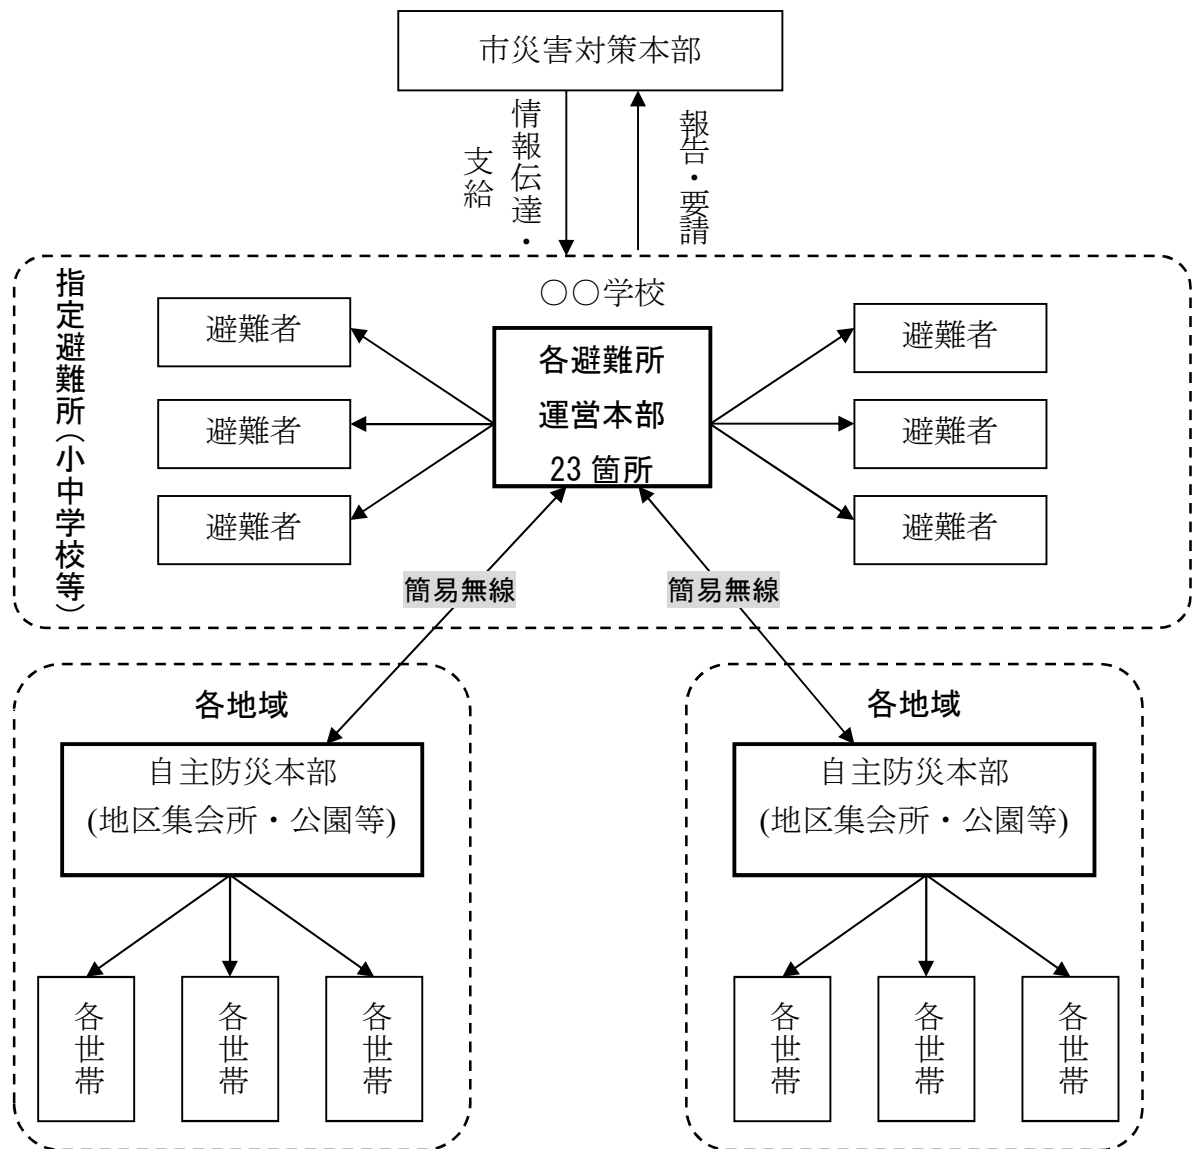 市災害対策本部
情報伝達・
支給
報告・要請
指定避難所(小中学校等)
○○学校
避難者
避難者
避難者
各避難所
運営本部
23 箇所
避難者
避難者
避難者
簡易無線
簡易無線
各地域
自主防災本部
(地区集会所・公園等)
各世帯
各世帯
各世帯
各地域
自主防災本部
(地区集会所・公園等)
各世帯
各世帯
各世帯